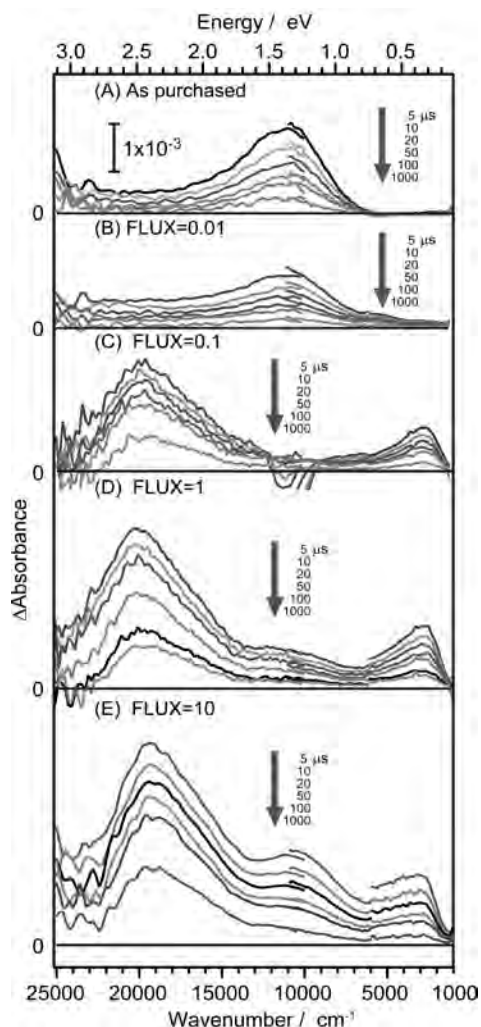 Energy / eV
3.0 2.5 2.0 1.5 1.0 0.5
(A) As purchased
1x10⁻³
5 μs
10
20
50
100
1000
0
(B) FLUX=0.01
5 μs
10
20
50
100
1000
0
(C) FLUX=0.1
5 μs
10
20
50
100
1000
0
(D) FLUX=1
5 μs
10
20
50
100
1000
0
(E) FLUX=10
5 μs
10
20
50
100
1000
0
ΔAbsorbance
25000 20000 15000 10000 5000 1000
Wavenumber / cm⁻¹